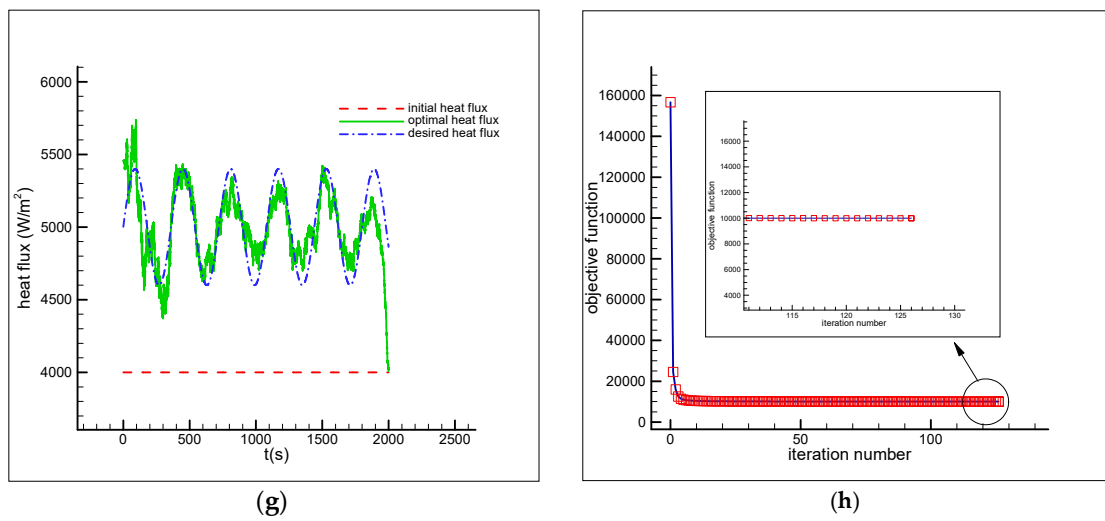 6000
5500
5000
4500
4000
heat flux (W/m²)
initial heat flux
optimal heat flux
desired heat flux
0 500 1000 1500 2000 2500
t(s)
(g)
160000
140000
120000
100000
80000
60000
40000
20000
0
objective function
0 50 100
iteration number
16000
14000
12000
10000
8000
6000
4000
objective function
115 120 125 130
iteration number
(h)